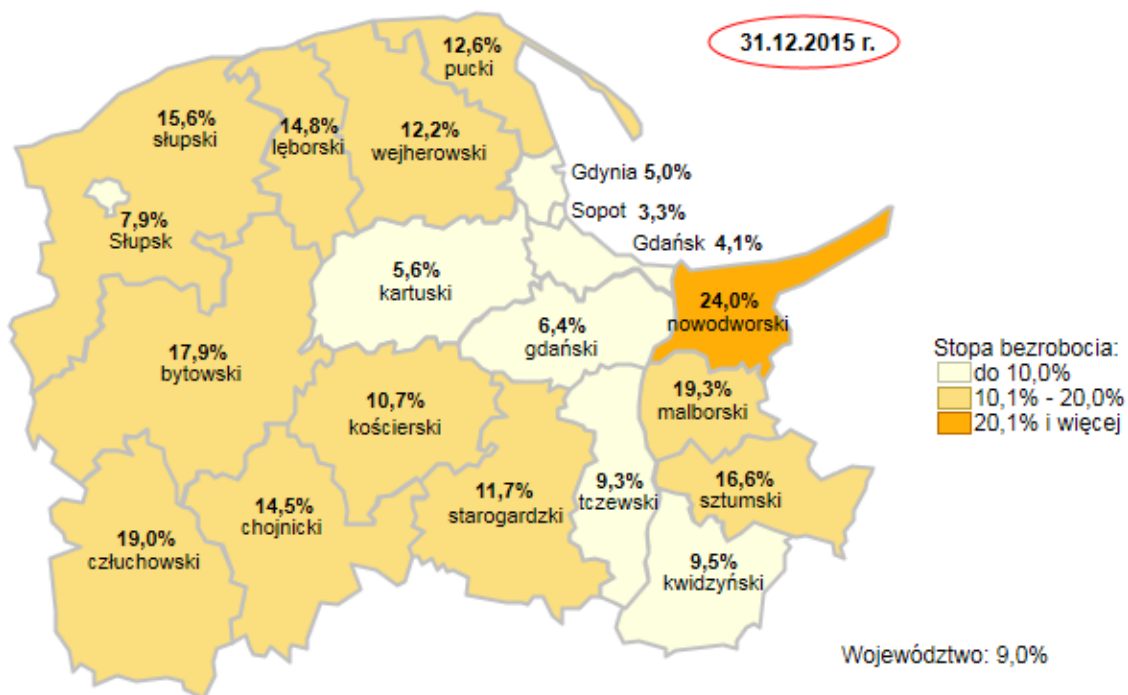 31.12.2015 r.
12,6%
pucki
15,6%
słupski
14,8%
lęborski
12,2%
wejherowski
Gdynia 5,0%
Sopot 3,3%
Gdańsk 4,1%
7,9%
Słupsk
5,6%
kartuski
6,4%
gdański
24,0%
nowodworski
17,9%
bytowski
10,7%
kościerski
19,3%
malborski
Stopa bezrobocia:
do 10,0%
10,1% - 20,0%
20,1% i więcej
19,0%
człuchowski
14,5%
chojnicki
11,7%
starogardzki
9,3%
tczewski
16,6%
sztumski
9,5%
kwidzyński
Województwo: 9,0%